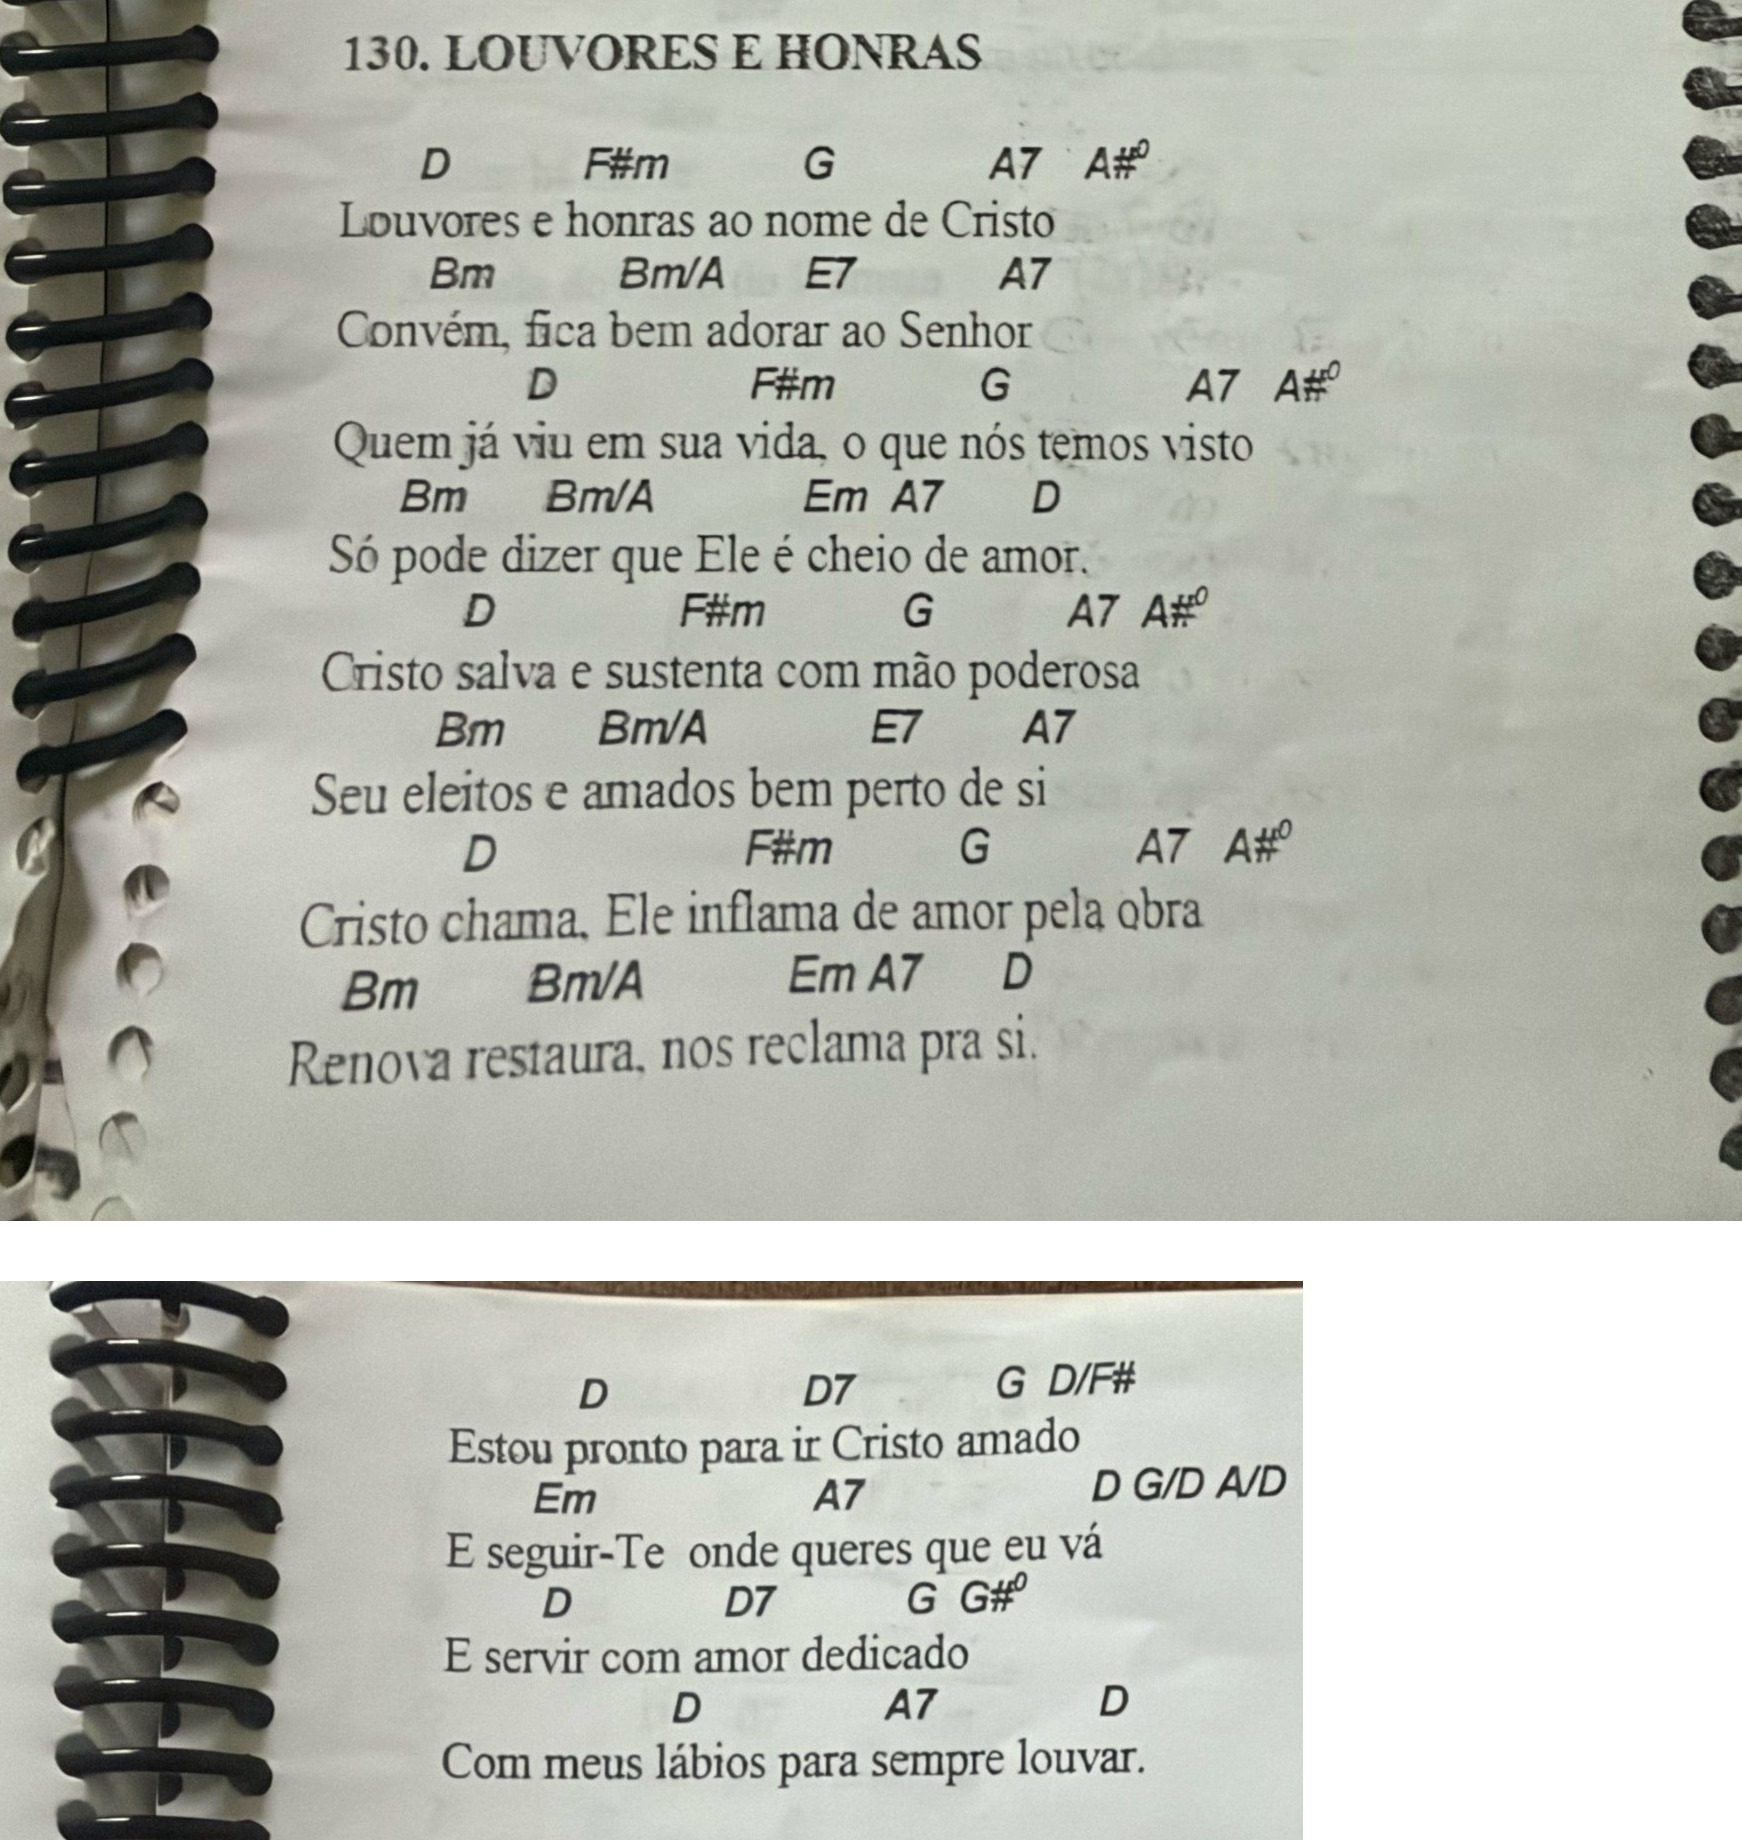 130. LOUVORES E HONRAS
D F#m G A7 A#º
Louvores e honras ao nome de Cristo
Bm Bm/A E7 A7
Convém, fica bem adorar ao Senhor
D F#m G A7 A#º
Quem já viu em sua vida, o que nós temos visto
Bm Bm/A Em A7 D
Só pode dizer que Ele é cheio de amor.
D F#m G A7 A#º
Cristo salva e sustenta com mão poderosa
Bm Bm/A E7 A7
Seu eleitos e amados bem perto de si
D F#m G A7 A#º
Cristo chama, Ele inflama de amor pela obra
Bm Bm/A Em A7 D
Renova restaura, nos reclama pra si.
D D7 G D/F#
Estou pronto para ir Cristo amado
Em A7 D G/D A/D
E seguir-Te onde queres que eu vá
D D7 G G#º
E servir com amor dedicado
D A7 D
Com meus lábios para sempre louvar.